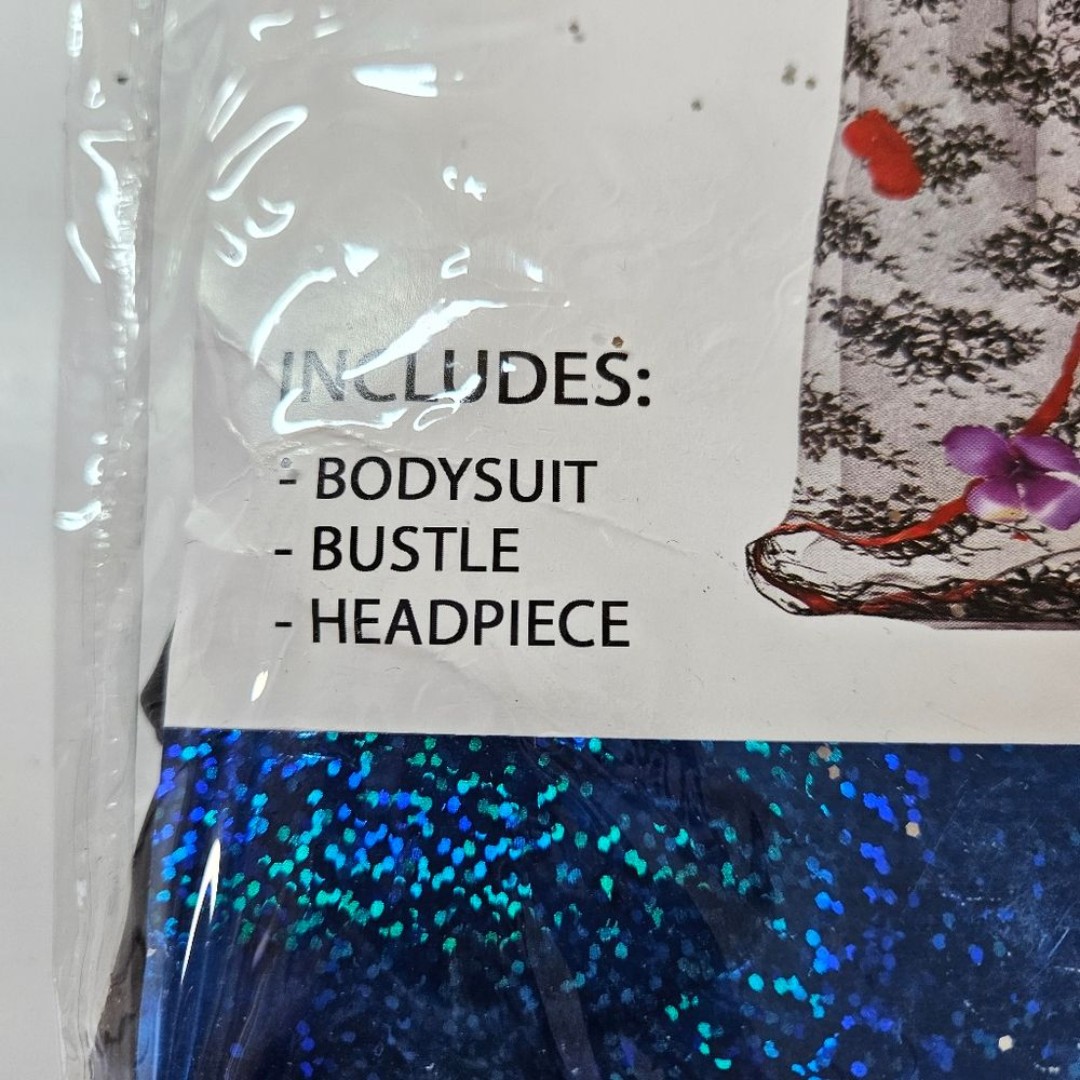 INCLUDES:
- BODYSUIT
- BUSTLE
- HEADPIECE